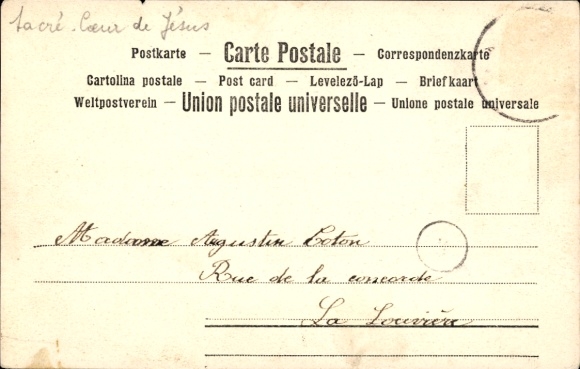 Sacré-Cœur de Jésus
Postkarte — Carte Postale — Correspondenzkarte
Cartolina postale — Post card — Levelező-Lap — Briefkaart
Weltpostverein — Union postale universelle — Unione postale universale
Madame Augustin Coton
Rue de la concorde
La Louvière